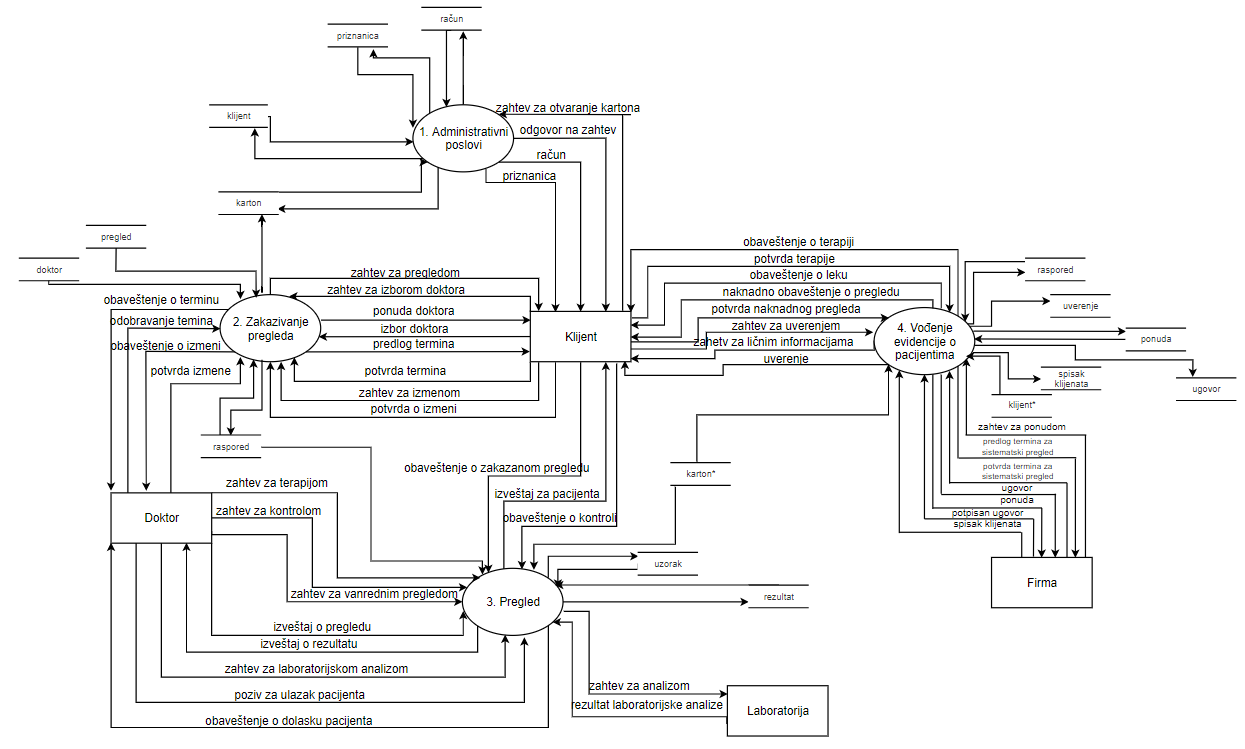 račun
priznanica
klijent
zahtev za otvaranje kartona
1. Administrativni
poslovi
odgovor na zahtev
račun
priznanica
karton
pregled
doktor
obaveštenje o terminu
odobravanje temina
obaveštenje o izmeni
potvrda izmene
2. Zakazivanje
pregleda
zahtev za pregledom
zahtev za izborom doktora
ponuda doktora
izbor doktora
predlog termina
potvrda termina
zahtev za izmenom
potvrda o izmeni
Klijent
obaveštenje o terapiji
potvrda terapije
obaveštenje o leku
naknadno obaveštenje o pregledu
potvrda naknadnog pregleda
zahtev za uverenjem
zahetv za ličnim informacijama
uverenje
4. Vođenje
evidencije o
pacijentima
raspored
uverenje
ponuda
ugovor
spisak
klijenata
klijent*
zahtev za ponudom
predlog termina za
sistematski pregled
potvrda termina za
sistematski pregled
ugovor
ponuda
potpisan ugovor
spisak klijenata
Firma
raspored
karton*
obaveštenje o zakazanom pregledu
izveštaj za pacijenta
obaveštenje o kontroli
Doktor
zahtev za terapijom
zahtev za kontrolom
zahtev za vanrednim pregledom
3. Pregled
uzorak
rezultat
izveštaj o pregledu
izveštaj o rezultatu
zahtev za laboratorijskom analizom
poziv za ulazak pacijenta
obaveštenje o dolasku pacijenta
zahtev za analizom
rezultat laboratorijske analize
Laboratorija